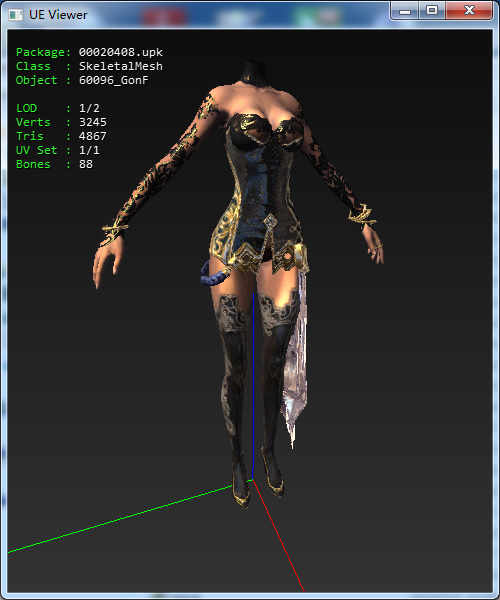 UE Viewer
Package: 00020408.upk
Class : SkeletalMesh
Object : 60096_GonF
LOD : 1/2
Verts : 3245
Tris : 4867
UV Set : 1/1
Bones : 88